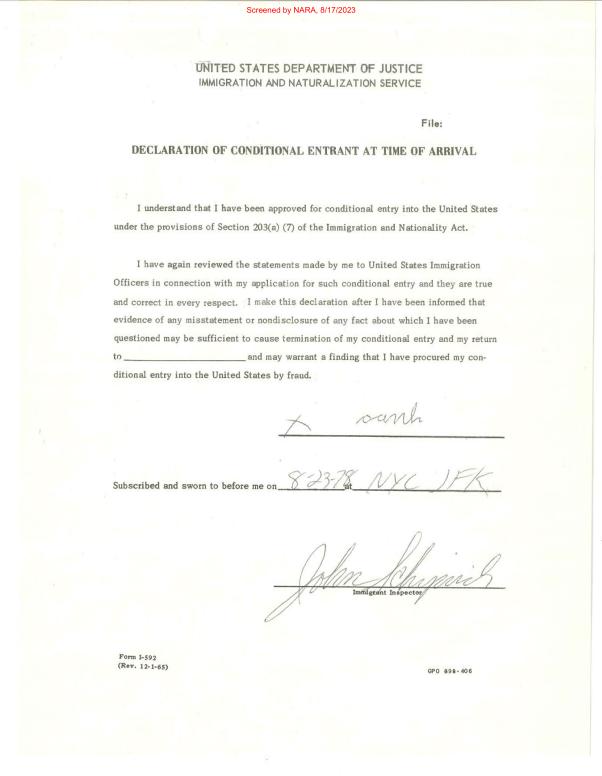 Screened by NARA, 8/17/2023
UNITED STATES DEPARTMENT OF JUSTICE
IMMIGRATION AND NATURALIZATION SERVICE
File:
DECLARATION OF CONDITIONAL ENTRANT AT TIME OF ARRIVAL
I understand that I have been approved for conditional entry into the United States
under the provisions of Section 203(a) (7) of the Immigration and Nationality Act.
I have again reviewed the statements made by me to United States Immigration
Officers in connection with my application for such conditional entry and they are true
and correct in every respect. I make this declaration after I have been informed that
evidence of any misstatement or nondisclosure of any fact about which I have been
questioned may be sufficient to cause termination of my conditional entry and my return
to ______________________ and may warrant a finding that I have procured my con-
ditional entry into the United States by fraud.
X
Subscribed and sworn to before me on 8-23-78 at NYC JFK
John
Immigrant Inspector
Form I-592
(Rev. 12-1-65)
GPO 898-406